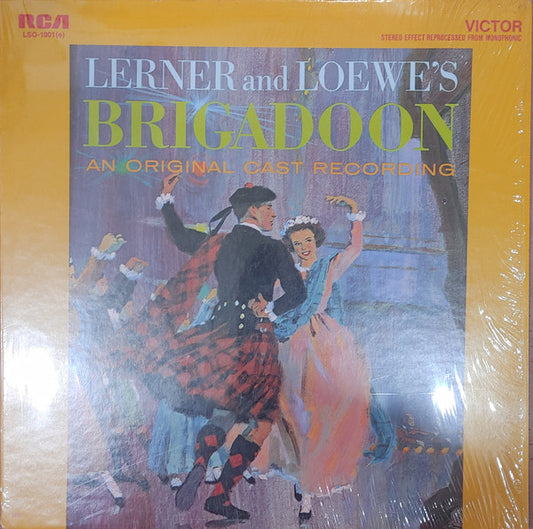 RCA
LSO-1001(e)
VICTOR
STEREO EFFECT REPROCESSED FROM MONOPHONIC
LERNER and LOEWE'S
BRIGADOON
AN ORIGINAL CAST RECORDING